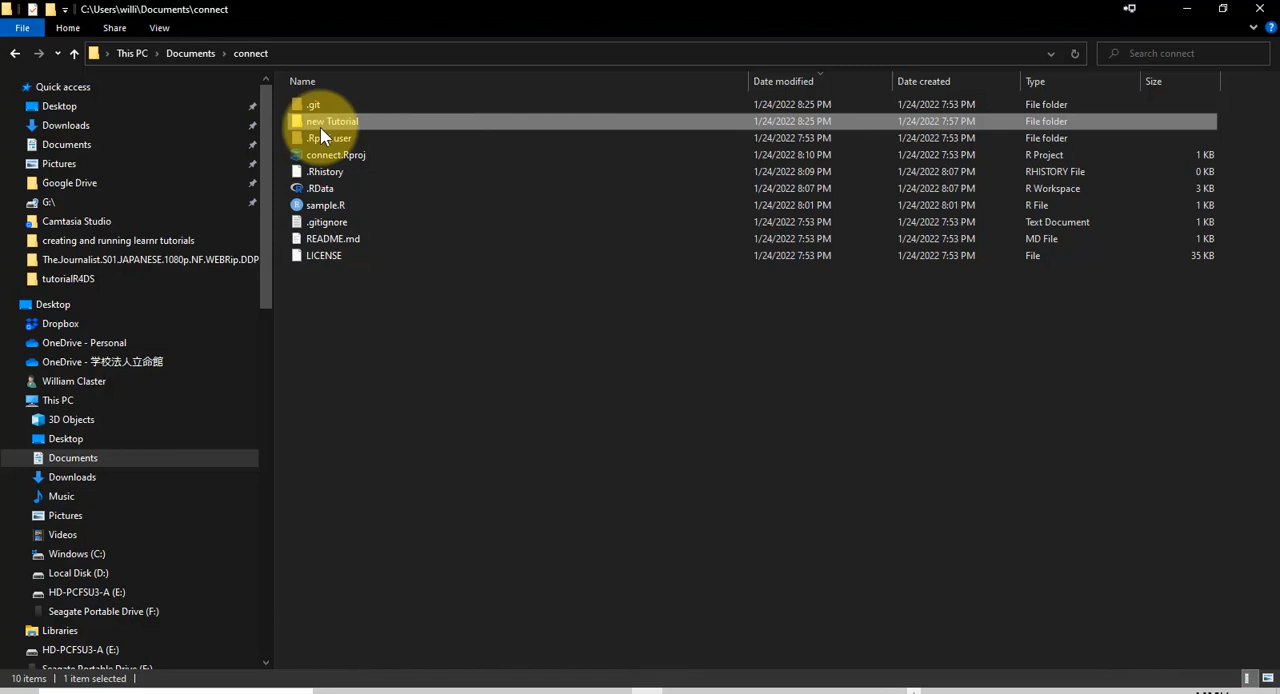 C:\Users\willi\Documents\connect
File Home Share View
This PC > Documents > connect
Search connect
Name Date modified Date created Type Size
.git 1/24/2022 8:25 PM 1/24/2022 7:53 PM File folder
new Tutorial 1/24/2022 8:25 PM 1/24/2022 7:57 PM File folder
.Rproj.user 1/24/2022 7:53 PM 1/24/2022 7:53 PM File folder
connect.Rproj 1/24/2022 8:10 PM 1/24/2022 7:53 PM R Project 1 KB
.Rhistory 1/24/2022 8:09 PM 1/24/2022 8:07 PM RHISTORY File 0 KB
.RData 1/24/2022 8:07 PM 1/24/2022 8:07 PM R Workspace 3 KB
sample.R 1/24/2022 8:01 PM 1/24/2022 8:01 PM R File 1 KB
.gitignore 1/24/2022 7:53 PM 1/24/2022 7:53 PM Text Document 1 KB
README.md 1/24/2022 7:53 PM 1/24/2022 7:53 PM MD File 1 KB
LICENSE 1/24/2022 7:53 PM 1/24/2022 7:53 PM File 35 KB
Quick access
Desktop
Downloads
Documents
Pictures
Google Drive
G:\
Camtasia Studio
creating and running learnr tutorials
The.Journalist.S01.JAPANESE.1080p.NF.WEBRip.DDP
tutorialR4DS
Desktop
Dropbox
OneDrive - Personal
OneDrive - 学校法人立命館
William Claster
This PC
3D Objects
Desktop
Documents
Downloads
Music
Pictures
Videos
Windows (C:)
Local Disk (D:)
HD-PCFSU3-A (E:)
Seagate Portable Drive (F:)
Libraries
HD-PCFSU3-A (E:)
Seagate Portable Drive (F:)
10 items 1 item selected